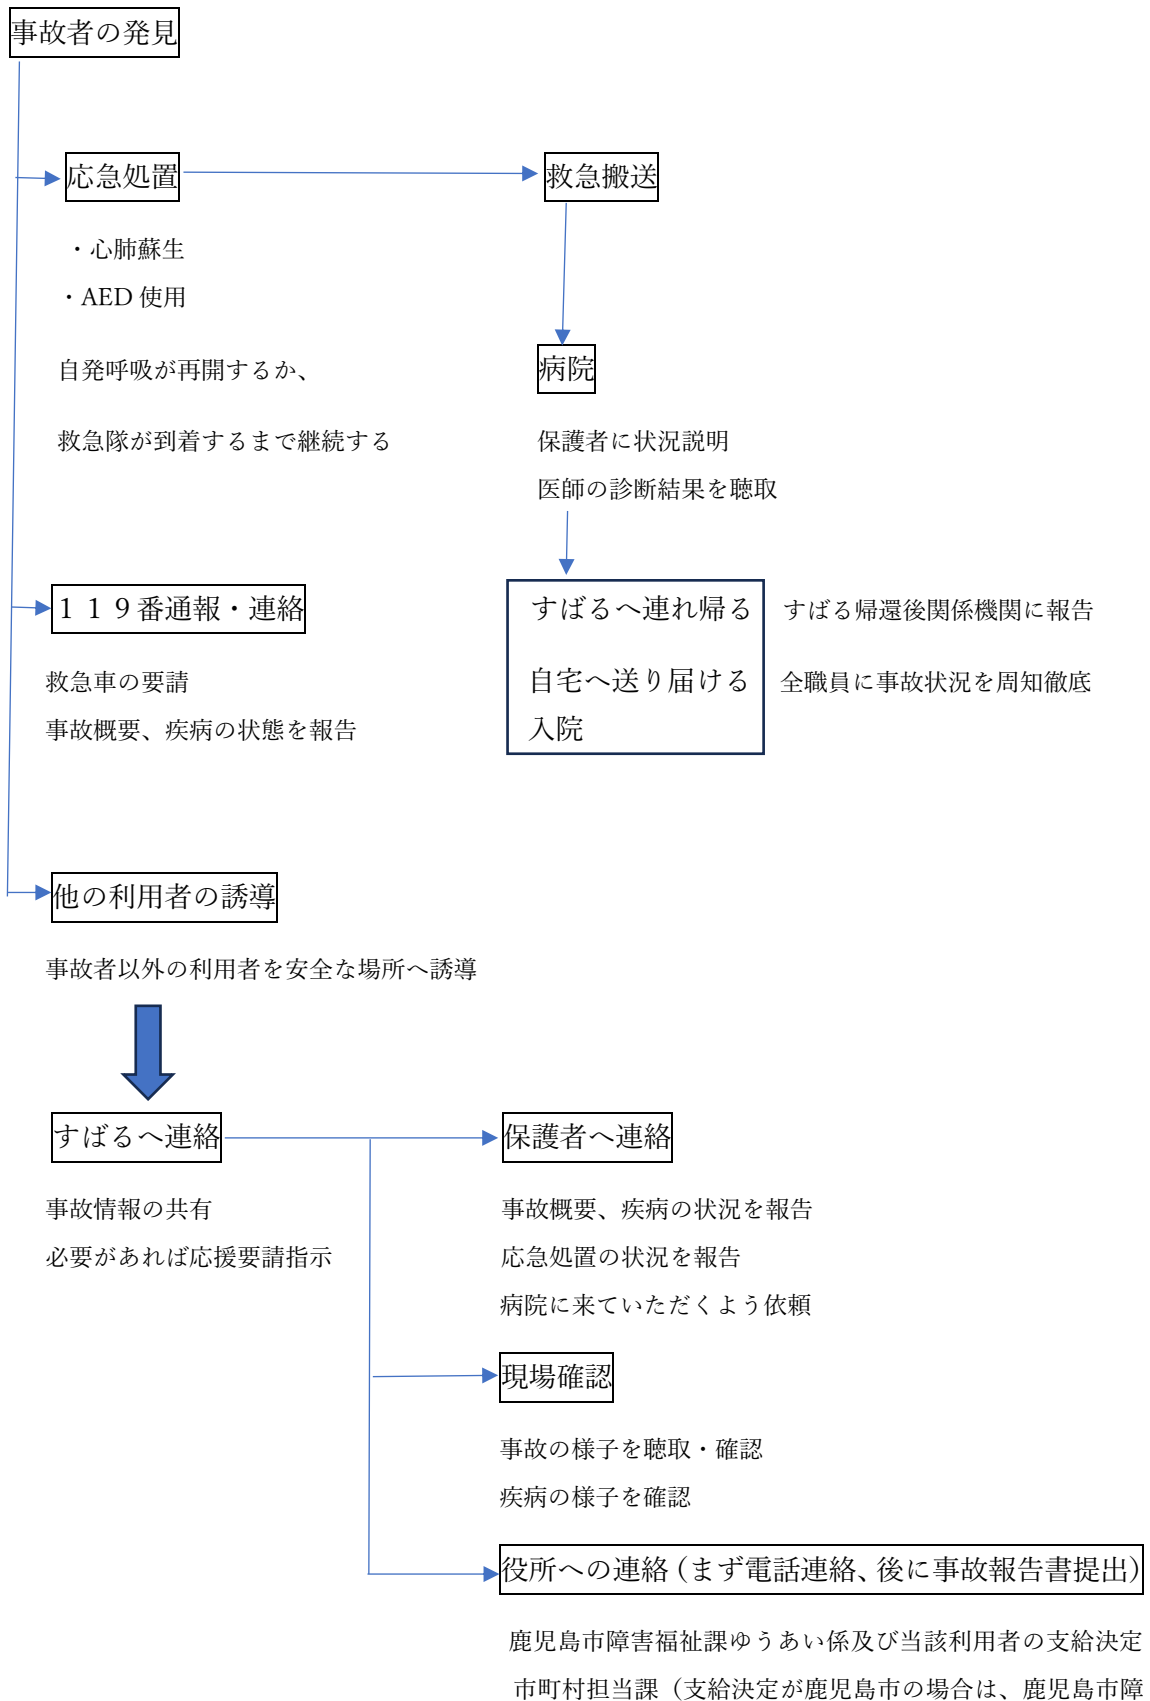 事故者の発見
応急処置
救急搬送
・心肺蘇生
・AED 使用
自発呼吸が再開するか、
救急隊が到着するまで継続する
病院
保護者に状況説明
医師の診断結果を聴取
１１９番通報・連絡
救急車の要請
事故概要、疾病の状態を報告
すばるへ連れ帰る
自宅へ送り届ける
入院
すばる帰還後関係機関に報告
全職員に事故状況を周知徹底
他の利用者の誘導
事故者以外の利用者を安全な場所へ誘導
すばるへ連絡
事故情報の共有
必要があれば応援要請指示
保護者へ連絡
事故概要、疾病の状況を報告
応急処置の状況を報告
病院に来ていただくよう依頼
現場確認
事故の様子を聴取・確認
疾病の様子を確認
役所への連絡（まず電話連絡、後に事故報告書提出）
鹿児島市障害福祉課ゆうあい係及び当該利用者の支給決定
市町村担当課（支給決定が鹿児島市の場合は、鹿児島市障